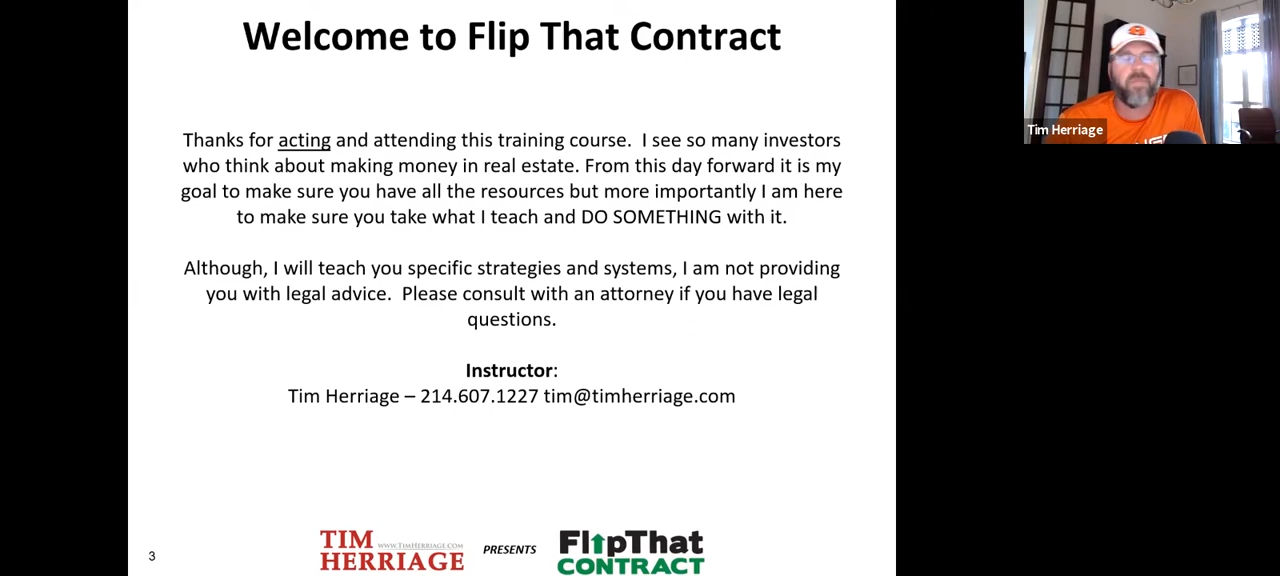 Welcome to Flip That Contract
Thanks for acting and attending this training course.  I see so many investors
who think about making money in real estate. From this day forward it is my
goal to make sure you have all the resources but more importantly I am here
to make sure you take what I teach and DO SOMETHING with it.
Although, I will teach you specific strategies and systems, I am not providing
you with legal advice.  Please consult with an attorney if you have legal
questions.
Instructor:
Tim Herriage – 214.607.1227 tim@timherriage.com
Tim Herriage
3
TIM www.TimHerriage.com
HERRIAGE
PRESENTS
FlipThat
CONTRACT